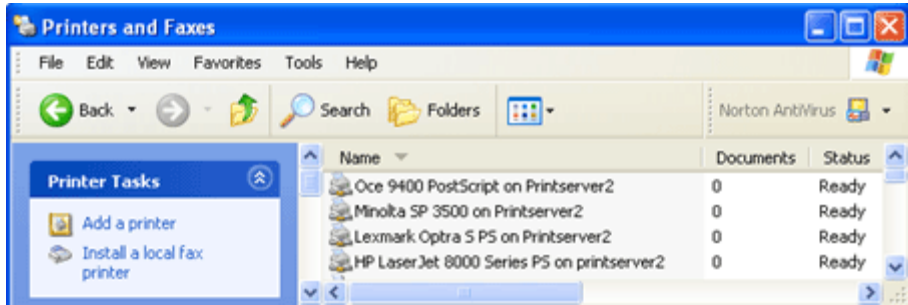 Printers and Faxes
File Edit View Favorites Tools Help
Back Search Folders Norton AntiVirus
Name Documents Status
Printer Tasks
Oce 9400 PostScript on Printserver2 0 Ready
Minolta SP 3500 on Printserver2 0 Ready
Lexmark Optra S PS on Printserver2 0 Ready
HP LaserJet 8000 Series PS on printserver2 0 Ready
Add a printer
Install a local fax
printer